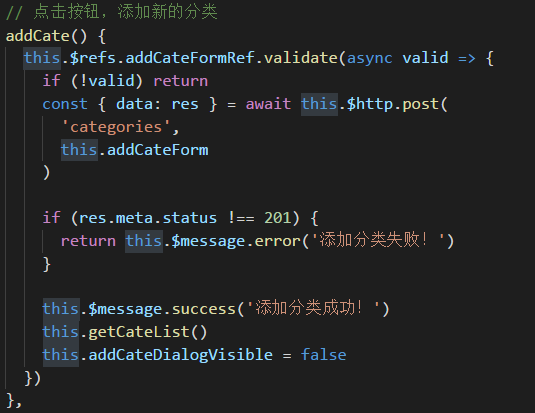 // 点击按钮，添加新的分类
addCate() {
this.$refs.addCateFormRef.validate(async valid => {
if (!valid) return
const { data: res } = await this.$http.post(
'categories',
this.addCateForm
)
if (res.meta.status !== 201) {
return this.$message.error('添加分类失败！')
}
this.$message.success('添加分类成功！')
this.getCateList()
this.addCateDialogVisible = false
})
},